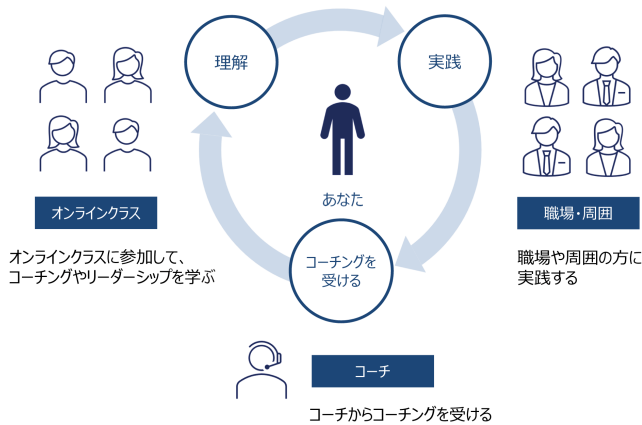 理解
実践
あなた
コーチングを
受ける
オンラインクラス
オンラインクラスに参加して、
コーチングやリーダーシップを学ぶ
職場・周囲
職場や周囲の方に
実践する
コーチ
コーチからコーチングを受ける